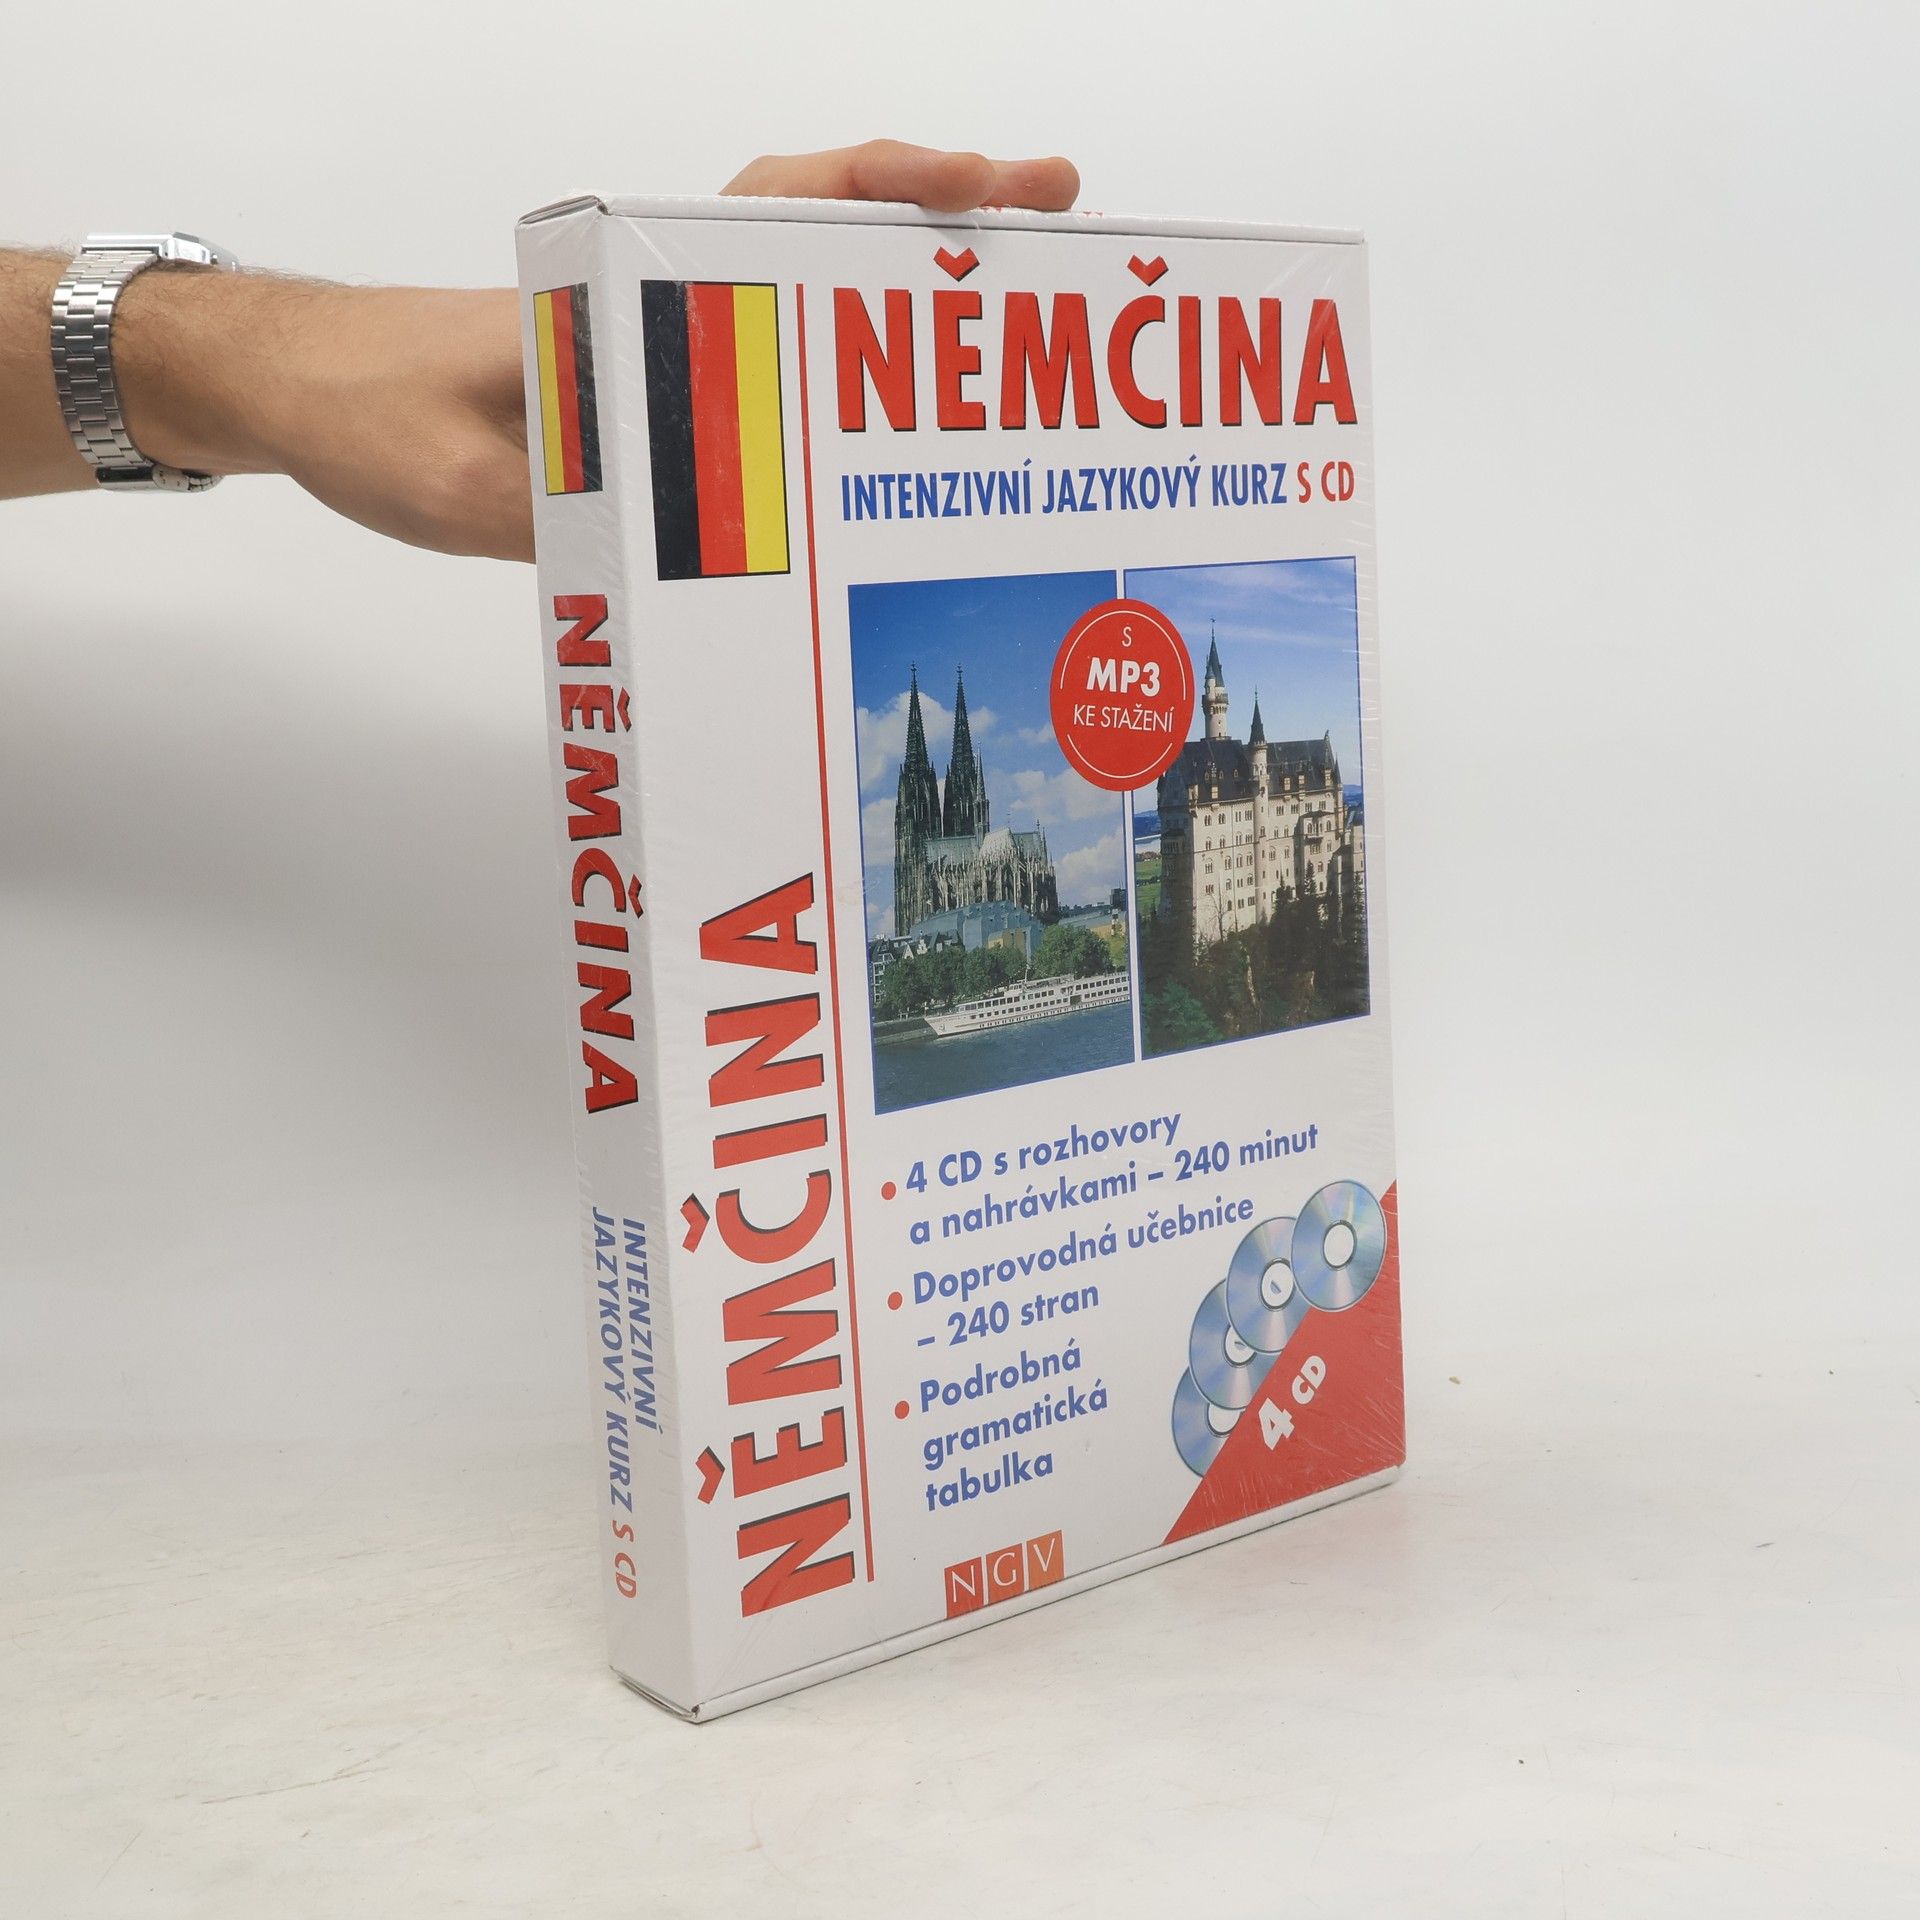 NĚMČINA
INTENZIVNÍ
JAZYKOVÝ KURZ S CD
NĚMČINA
NĚMČINA
INTENZIVNÍ JAZYKOVÝ KURZ S CD
S
MP3
KE STAŽENÍ
• 4 CD s rozhovory
a nahrávkami – 240 minut
• Doprovodná učebnice
– 240 stran
• Podrobná
gramatická
tabulka
4 CD
NGV